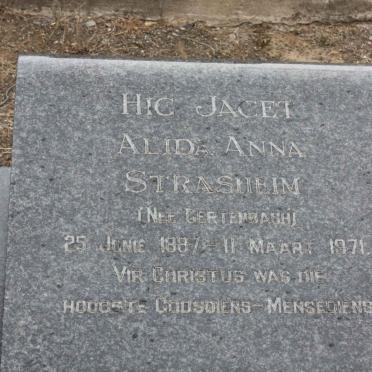 HIC JACET
ALIDA ANNA
STRASHEIM
(NEE GERTENBACH)
25 JUNIE 1887 - 11 MAART 1971
VIR CHRISTUS WAS DIE
HOOGSTE GODSDIENS - MENSEDIENS